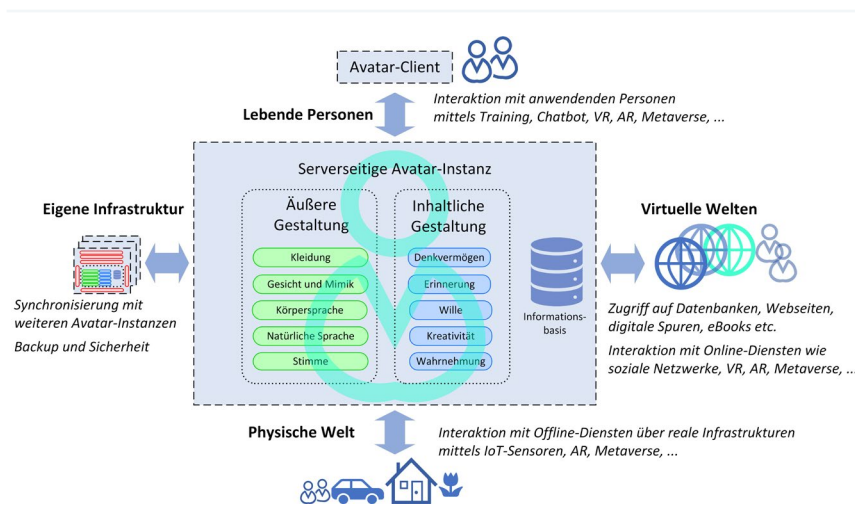 Avatar-Client
Lebende Personen
Interaktion mit anwendenden Personen
mittels Training, Chatbot, VR, AR, Metaverse, ...
Serverseitige Avatar-Instanz
Eigene Infrastruktur
Synchronisierung mit
weiteren Avatar-Instanzen
Backup und Sicherheit
Äußere
Gestaltung
Kleidung
Gesicht und Mimik
Körpersprache
Natürliche Sprache
Stimme
Inhaltliche
Gestaltung
Denkvermögen
Erinnerung
Wille
Kreativität
Wahrnehmung
Informations-
basis
Virtuelle Welten
Zugriff auf Datenbanken, Webseiten,
digitale Spuren, eBooks etc.
Interaktion mit Online-Diensten wie
soziale Netzwerke, VR, AR, Metaverse, ...
Physische Welt
Interaktion mit Offline-Diensten über reale Infrastrukturen
mittels IoT-Sensoren, AR, Metaverse, ...